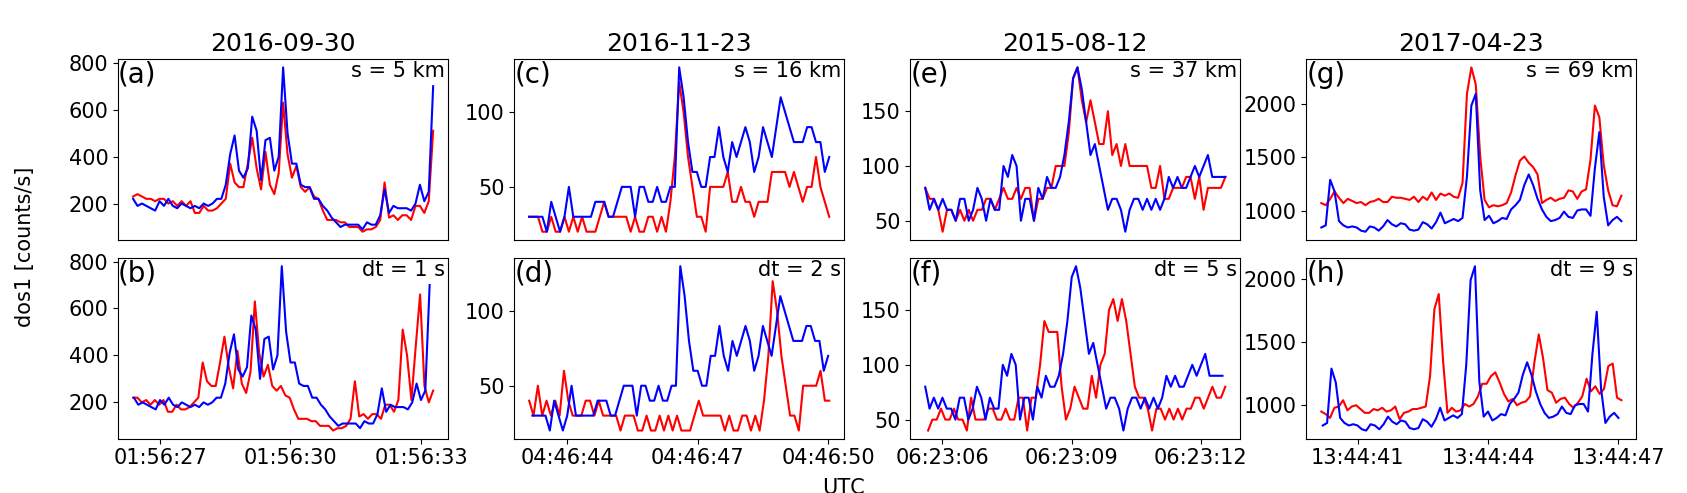 2016-09-30 2016-11-23 2015-08-12 2017-04-23
(a) s = 5 km (c) s = 16 km (e) s = 37 km (g) s = 69 km
800 600 400 200
100 50
150 100 50
2000 1500 1000
(b) dt = 1 s (d) dt = 2 s (f) dt = 5 s (h) dt = 9 s
800 600 400 200
100 50
150 100 50
2000 1500 1000
01:56:27 01:56:30 01:56:33 04:46:44 04:46:47 04:46:50 06:23:06 06:23:09 06:23:12 13:44:41 13:44:44 13:44:47
dos1 [counts/s]
UTC